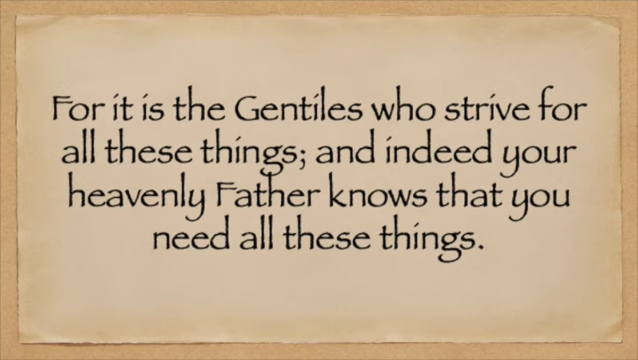 For it is the Gentiles who strive for
all these things; and indeed your
heavenly Father knows that you
need all these things.